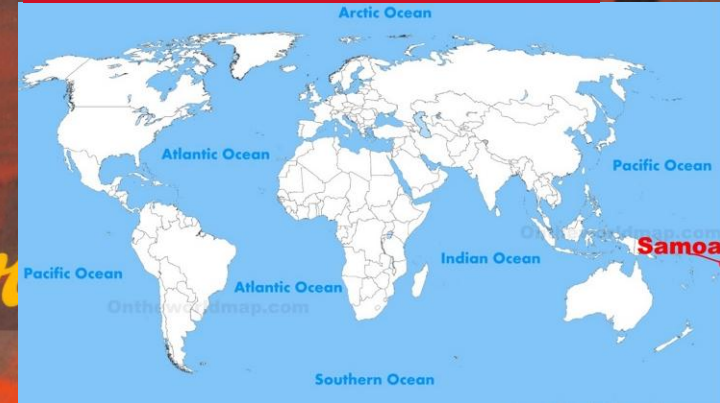 Arctic Ocean
Atlantic Ocean
Pacific Ocean
Samoa
Indian Ocean
Pacific Ocean
Atlantic Ocean
Ontheworldmap.com
Southern Ocean